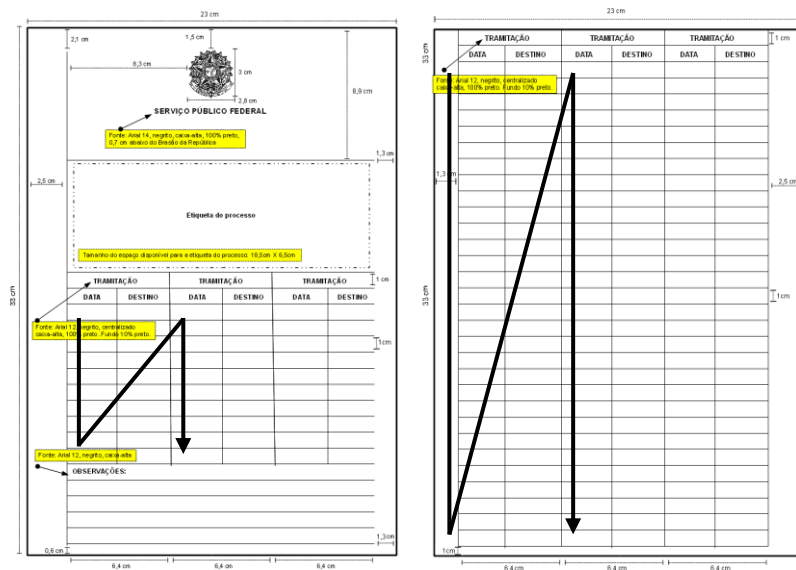 23 cm
2,1 cm
1,5 cm
6,3 cm
3 cm
2,8 cm
8,9 cm
SERVIÇO PÚBLICO FEDERAL
Fonte: Arial 14, negrito, caixa-alta, 100% preto,
0,7 cm abaixo do Brasão da República
1,3 cm
2,5 cm
Etiqueta do processo
Tamanho do espaço disponível para a etiqueta do processo: 18,5cm X 6,5cm
33 cm
TRAMITAÇÃO TRAMITAÇÃO TRAMITAÇÃO
1 cm
DATA DESTINO DATA DESTINO DATA DESTINO
Fonte: Arial 12, negrito, centralizado
caixa-alta, 100% preto. Fundo 10% preto.
1cm
Fonte: Arial 12, negrito, caixa-alta
OBSERVAÇÕES:
0,6 cm
1,3 cm
6,4 cm 6,4 cm 6,4 cm
23 cm
33 cm
TRAMITAÇÃO TRAMITAÇÃO TRAMITAÇÃO
1 cm
DATA DESTINO DATA DESTINO DATA DESTINO
Fonte: Arial 12, negrito, centralizado
caixa-alta, 100% preto. Fundo 10% preto.
1,3 cm
2,5 cm
33 cm
1 cm
1cm
6,4 cm 6,4 cm 6,4 cm